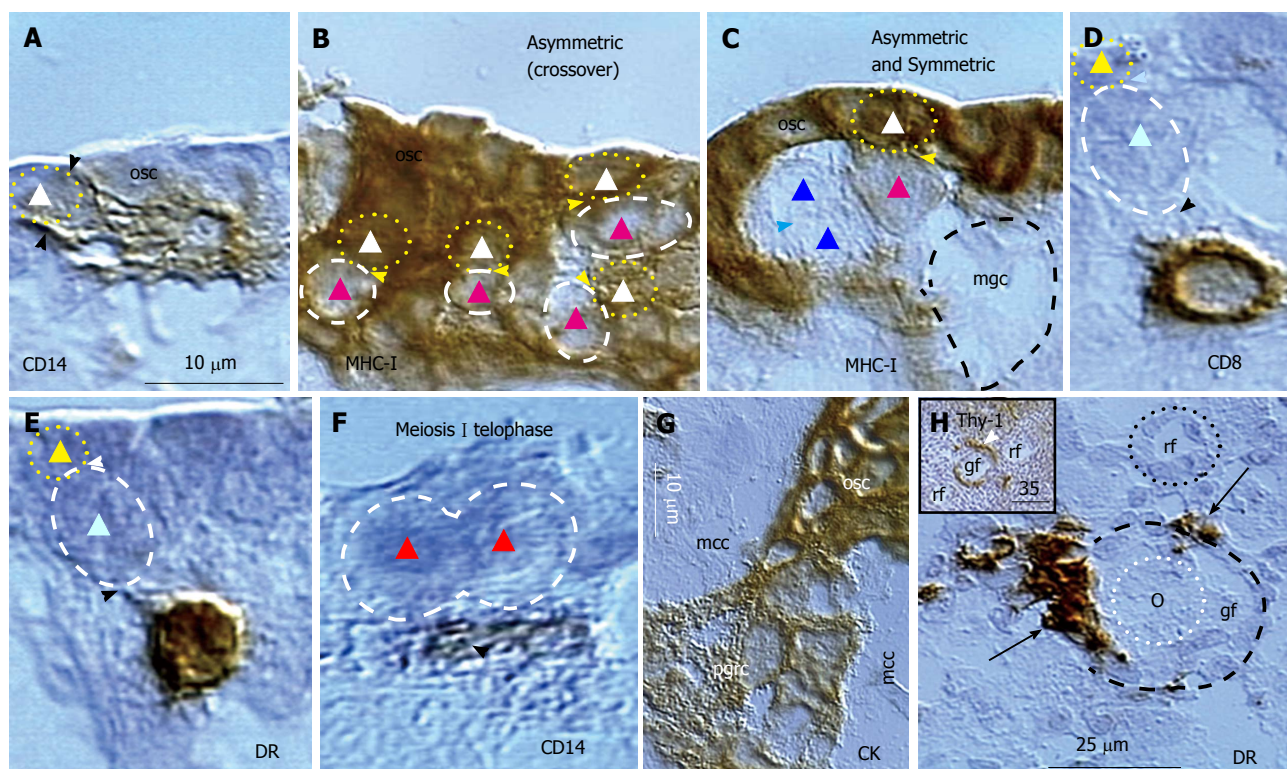 A
osc
CD14
10 μm
B
Asymmetric
(crossover)
osc
MHC-I
C
Asymmetric
and Symmetric
osc
mgc
MHC-I
D
CD8
E
DR
F
Meiosis I telophase
CD14
G
10 μm
osc
mcc
pgrc
mcc
CK
H
Thy-1
rf
gf
rf
35
rf
O
gf
25 μm
DR